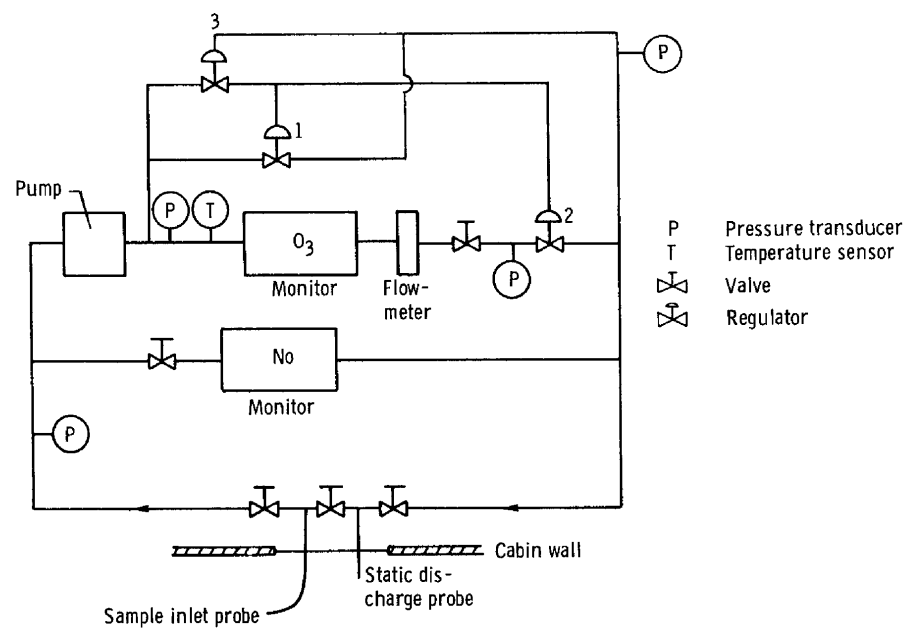 3
P
1
Pump
P
T
O3
Monitor
Flow-
meter
2
P
P Pressure transducer
T Temperature sensor
Valve
Regulator
No
Monitor
P
Cabin wall
Static dis-
charge probe
Sample inlet probe